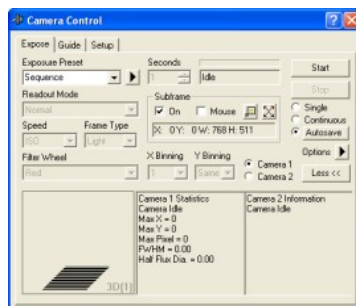 Camera Control
Expose Guide Setup
Exposure Preset
Sequence
Seconds
1
Idle
Start
Stop
Readout Mode
Normal
Subframe
On Mouse
X: 0 Y: 0 W: 768 H: 511
Single
Continuous
Autosave
Speed Frame Type
ISO Light
Options
Filter Wheel
Red
X Binning Y Binning
1 Same
Camera 1
Camera 2
Less <<
Camera 1 Statistics
Camera Idle
Max X = 0
Max Y = 0
Max Pixel = 0
FWHM = 0.00
Half Flux Dia. = 0.00
Camera 2 Information
Camera Idle
3D[1]